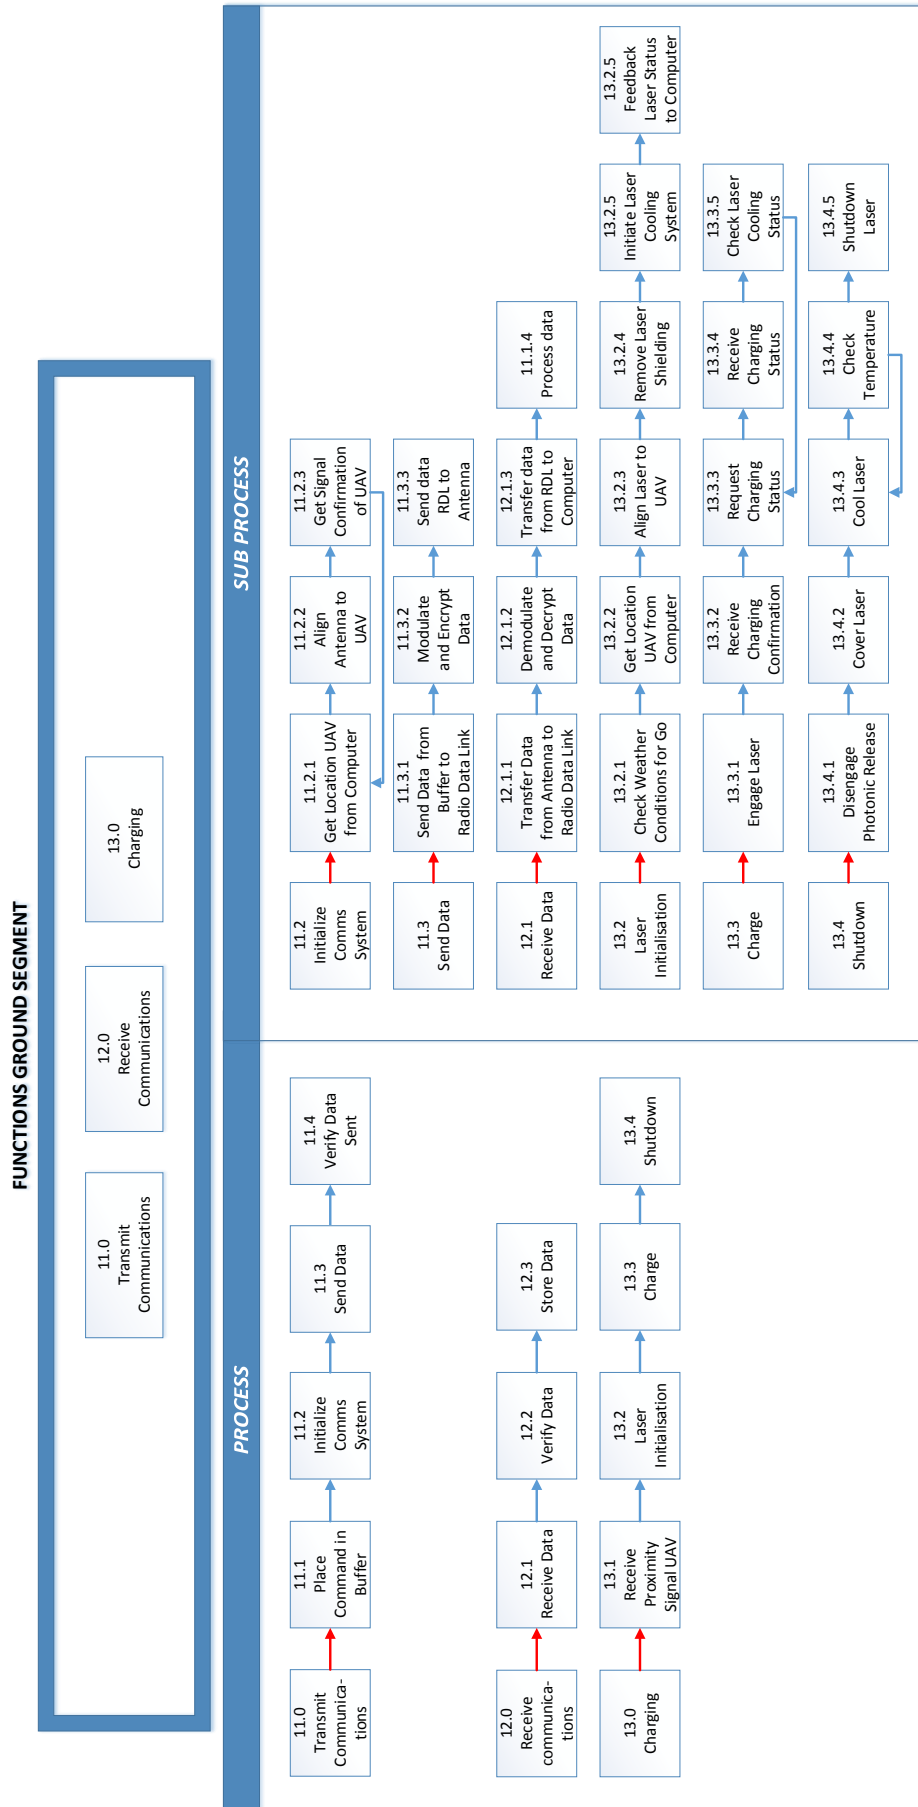 FUNCTIONS GROUND SEGMENT
11.0
Transmit
Communications
12.0
Receive
Communications
13.0
Charging
PROCESS
SUB PROCESS
11.0
Transmit
Communica-
tions
11.1
Place
Command in
Buffer
11.2
Initialize
Comms
System
11.3
Send Data
11.4
Verify Data
Sent
12.0
Receive
communica-
tions
12.1
Receive Data
12.2
Verify Data
12.3
Store Data
13.0
Charging
13.1
Receive
Proximity
Signal UAV
13.2
Laser
Initialisation
13.3
Charge
13.4
Shutdown
11.2
Initialize
Comms
System
11.2.1
Get Location UAV
from Computer
11.2.2
Align
Antenna to
UAV
11.2.3
Get Signal
Confirmation
of UAV
11.3
Send Data
11.3.1
Send Data from
Buffer to
Radio Data Link
11.3.2
Modulate
and Encrypt
Data
11.3.3
Send data
RDL to
Antenna
12.1
Receive Data
12.1.1
Transfer Data
from Antenna to
Radio Data Link
12.1.2
Demodulate
and Decrypt
Data
12.1.3
Transfer data
from RDL to
Computer
11.1.4
Process data
13.2
Laser
Initialisation
13.2.1
Check Weather
Conditions for Go
13.2.2
Get Location
UAV from
Computer
13.2.3
Align Laser to
UAV
13.2.4
Remove Laser
Shielding
13.2.5
Initiate Laser
Cooling
System
13.2.5
Feedback
Laser Status
to Computer
13.3
Charge
13.3.1
Engage Laser
13.3.2
Receive
Charging
Confirmation
13.3.3
Request
Charging
Status
13.3.4
Receive
Charging
Status
13.3.5
Check Laser
Cooling
Status
13.4
Shutdown
13.4.1
Disengage
Photonic Release
13.4.2
Cover Laser
13.4.3
Cool Laser
13.4.4
Check
Temperature
13.4.5
Shutdown
Laser